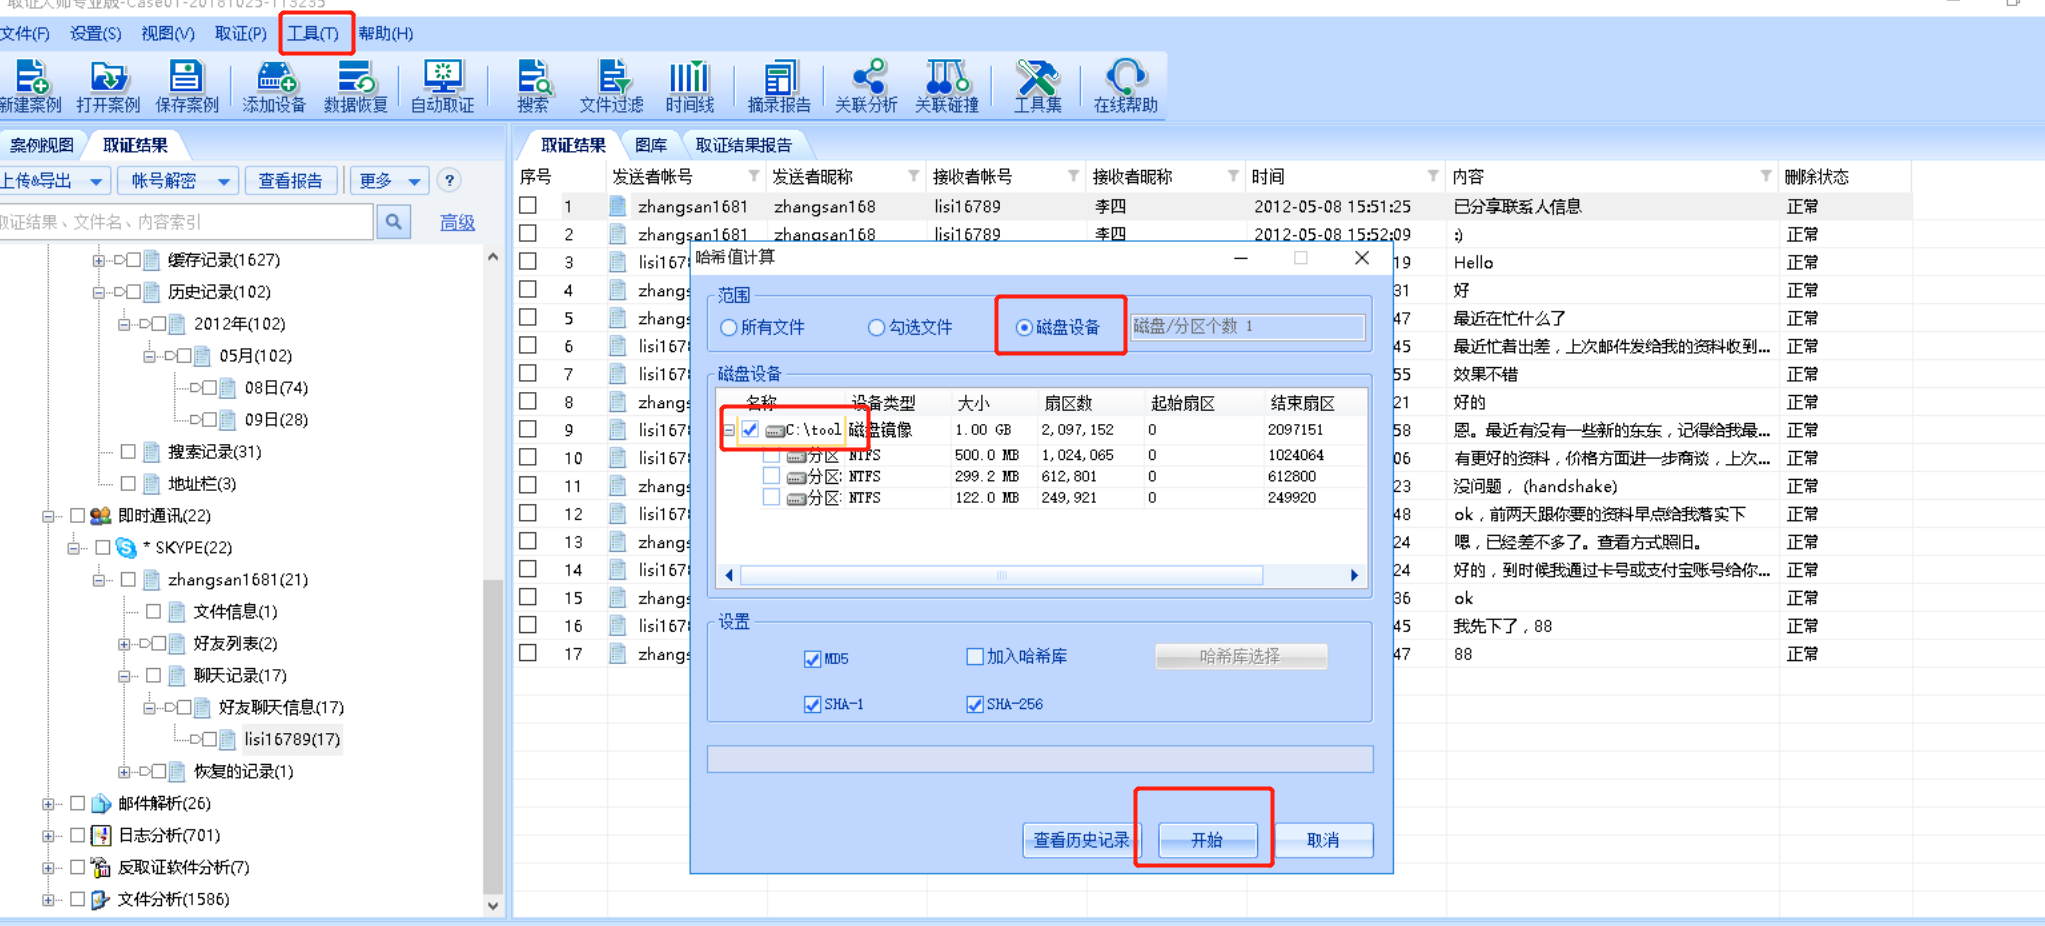 取证大师专业版-Case01-20181025-113235
文件(F) 设置(S) 视图(V) 取证(P) 工具(T) 帮助(H)
新建案例 打开案例 保存案例 添加设备 数据恢复 自动取证 搜索 文件过滤 时间线 摘录报告 关联分析 关联碰撞 工具集 在线帮助
案例视图 取证结果
上传&导出 帐号解密 查看报告 更多 ?
取证结果、文件名、内容索引 高级
缓存记录(1627)
历史记录(102)
2012年(102)
05月(102)
08日(74)
09日(28)
搜索记录(31)
地址栏(3)
即时通讯(22)
* SKYPE(22)
zhangsan1681(21)
文件信息(1)
好友列表(2)
聊天记录(17)
好友聊天信息(17)
lisi16789(17)
恢复的记录(1)
邮件解析(26)
日志分析(701)
反取证软件分析(7)
文件分析(1586)
取证结果 图库 取证结果报告
序号 发送者帐号 发送者昵称 接收者帐号 接收者昵称 时间 内容 删除状态
1 zhangsan1681 zhangsan168 lisi16789 李四 2012-05-08 15:51:25 已分享联系人信息 正常
2 zhangsan1681 zhangsan168 lisi16789 李四 2012-05-08 15:52:09 :) 正常
3 lisi167 19 Hello 正常
4 zhangs 31 好 正常
5 zhangs 47 最近在忙什么了 正常
6 lisi167 45 最近忙着出差，上次邮件发给我的资料收到... 正常
7 lisi167 55 效果不错 正常
8 zhangs 21 好的 正常
9 lisi167 58 恩。最近有没有一些新的东东，记得给我最... 正常
10 lisi167 06 有更好的资料，价格方面进一步商谈，上次... 正常
11 zhangs 23 没问题， (handshake) 正常
12 lisi167 48 ok，前两天跟你要的资料早点给我落实下 正常
13 zhangs 24 嗯，已经差不多了。查看方式照旧。 正常
14 lisi167 24 好的，到时候我通过卡号或支付宝账号给你... 正常
15 zhangs 36 ok 正常
16 lisi167 45 我先下了，88 正常
17 zhangs 47 88 正常
哈希值计算
范围
所有文件 勾选文件 磁盘设备 磁盘/分区个数 1
磁盘设备
名称 设备类型 大小 扇区数 起始扇区 结束扇区
C:\tool 磁盘镜像 1.00 GB 2,097,152 0 2097151
分区 NTFS 500.0 MB 1,024,065 0 1024064
分区 NTFS 299.2 MB 612,801 0 612800
分区 NTFS 122.0 MB 249,921 0 249920
设置
MD5 加入哈希库 哈希库选择
SHA-1 SHA-256
查看历史记录 开始 取消